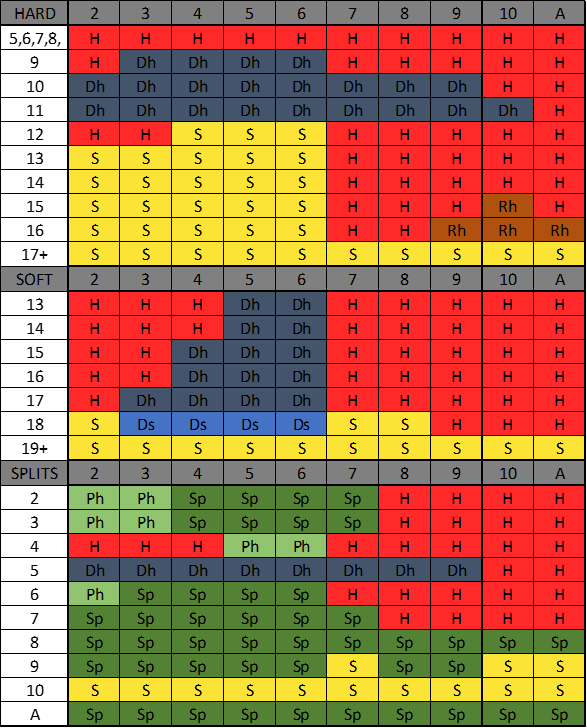 HARD 2 3 4 5 6 7 8 9 10 A
5,6,7,8, H H H H H H H H H H
9 H Dh Dh Dh Dh H H H H H
10 Dh Dh Dh Dh Dh Dh Dh Dh H H
11 Dh Dh Dh Dh Dh Dh Dh Dh Dh H
12 H H S S S H H H H H
13 S S S S S H H H H H
14 S S S S S H H H H H
15 S S S S S H H H Rh H
16 S S S S S H H Rh Rh Rh
17+ S S S S S S S S S S
SOFT 2 3 4 5 6 7 8 9 10 A
13 H H H Dh Dh H H H H H
14 H H H Dh Dh H H H H H
15 H H Dh Dh Dh H H H H H
16 H H Dh Dh Dh H H H H H
17 H Dh Dh Dh Dh H H H H H
18 S Ds Ds Ds Ds S S H H H
19+ S S S S S S S S S S
SPLITS 2 3 4 5 6 7 8 9 10 A
2 Ph Ph Sp Sp Sp Sp H H H H
3 Ph Ph Sp Sp Sp Sp H H H H
4 H H H Ph Ph H H H H H
5 Dh Dh Dh Dh Dh Dh Dh Dh H H
6 Ph Sp Sp Sp Sp H H H H H
7 Sp Sp Sp Sp Sp Sp H H H H
8 Sp Sp Sp Sp Sp Sp Sp Sp Sp Sp
9 Sp Sp Sp Sp Sp S Sp Sp S S
10 S S S S S S S S S S
A Sp Sp Sp Sp Sp Sp Sp Sp Sp Sp